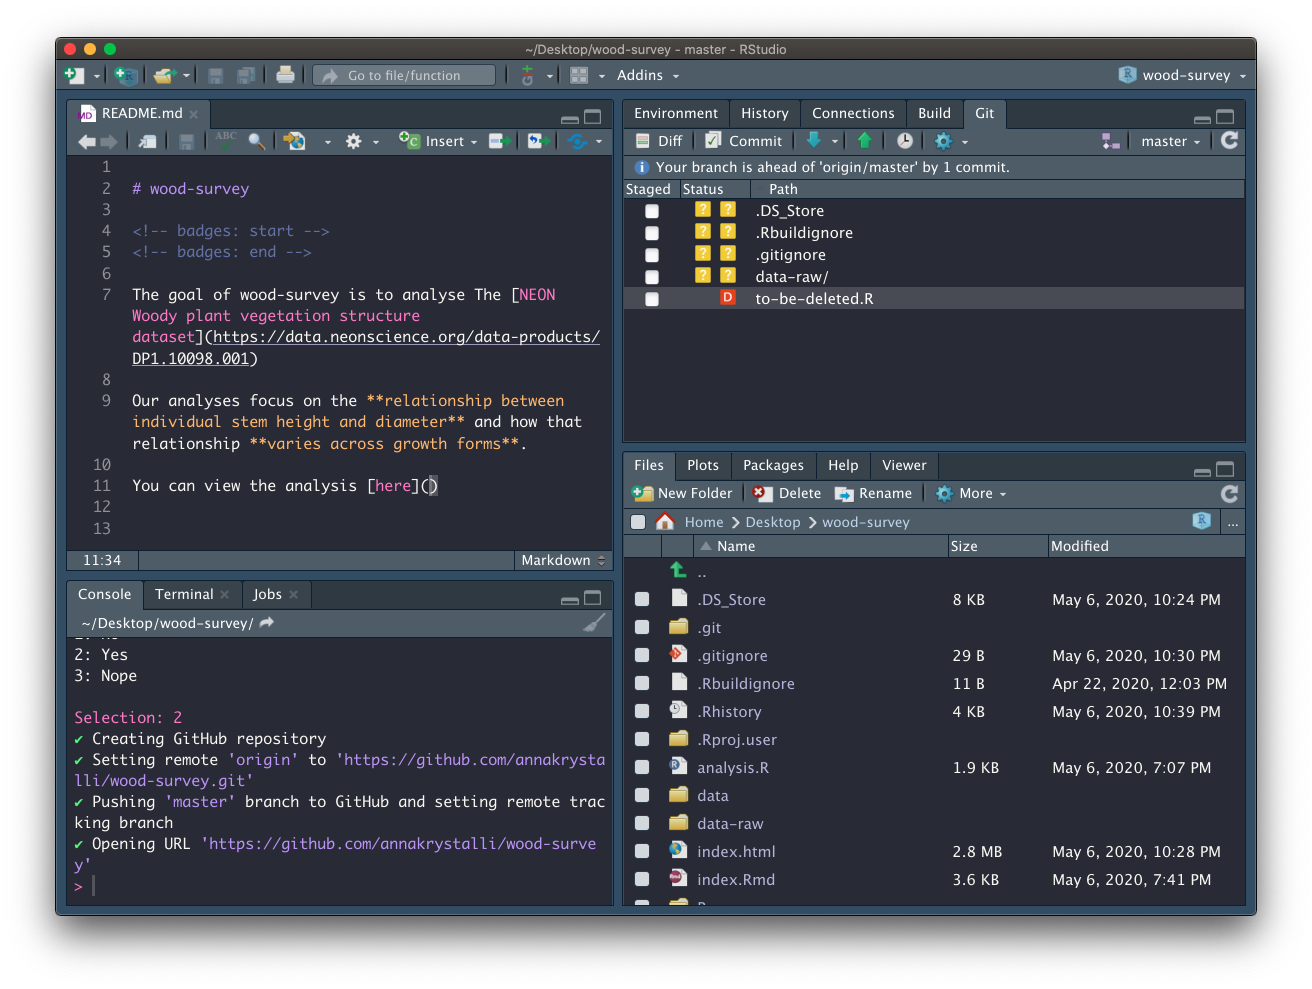 ~/Desktop/wood-survey - master - RStudio
Go to file/function
Addins
wood-survey
README.md
ABC
Insert
1
2 # wood-survey
3
4 <!-- badges: start -->
5 <!-- badges: end -->
6
7 The goal of wood-survey is to analyse The [NEON
Woody plant vegetation structure
dataset](https://data.neonscience.org/data-products/
DP1.10098.001)
8
9 Our analyses focus on the **relationship between
individual stem height and diameter** and how that
relationship **varies across growth forms**.
10
11 You can view the analysis [here]()
12
13
11:34 Markdown
Console Terminal Jobs
~/Desktop/wood-survey/
2: Yes
3: Nope
Selection: 2
✔ Creating GitHub repository
✔ Setting remote 'origin' to 'https://github.com/annakrysta
lli/wood-survey.git'
✔ Pushing 'master' branch to GitHub and setting remote trac
king branch
✔ Opening URL 'https://github.com/annakrystalli/wood-surve
y'
>
Environment History Connections Build Git
Diff Commit master
Your branch is ahead of 'origin/master' by 1 commit.
Staged Status Path
? ? .DS_Store
? ? .Rbuildignore
? ? .gitignore
? ? data-raw/
D to-be-deleted.R
Files Plots Packages Help Viewer
New Folder Delete Rename More
Home Desktop wood-survey ...
Name Size Modified
..
.DS_Store 8 KB May 6, 2020, 10:24 PM
.git
.gitignore 29 B May 6, 2020, 10:30 PM
.Rbuildignore 11 B Apr 22, 2020, 12:03 PM
.Rhistory 4 KB May 6, 2020, 10:39 PM
.Rproj.user
analysis.R 1.9 KB May 6, 2020, 7:07 PM
data
data-raw
index.html 2.8 MB May 6, 2020, 10:28 PM
index.Rmd 3.6 KB May 6, 2020, 7:41 PM